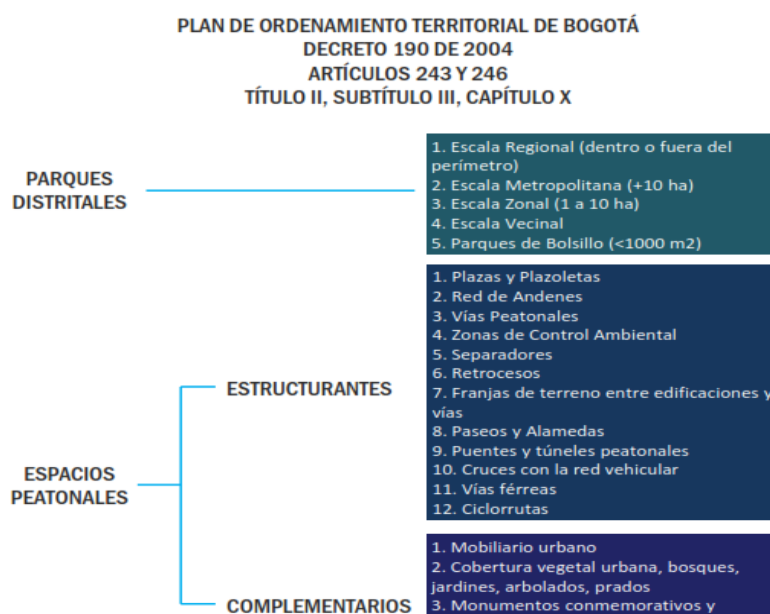 PLAN DE ORDENAMIENTO TERRITORIAL DE BOGOTÁ
DECRETO 190 DE 2004
ARTÍCULOS 243 Y 246
TÍTULO II, SUBTÍTULO III, CAPÍTULO X
PARQUES
DISTRITALES
1. Escala Regional (dentro o fuera del
perímetro)
2. Escala Metropolitana (+10 ha)
3. Escala Zonal (1 a 10 ha)
4. Escala Vecinal
5. Parques de Bolsillo (<1000 m2)
ESPACIOS
PEATONALES
ESTRUCTURANTES
1. Plazas y Plazoletas
2. Red de Andenes
3. Vías Peatonales
4. Zonas de Control Ambiental
5. Separadores
6. Retrocesos
7. Franjas de terreno entre edificaciones y
vías
8. Paseos y Alamedas
9. Puentes y túneles peatonales
10. Cruces con la red vehicular
11. Vías férreas
12. Ciclorrutas
COMPLEMENTARIOS
1. Mobiliario urbano
2. Cobertura vegetal urbana, bosques,
jardines, arbolados, prados
3. Monumentos conmemorativos y